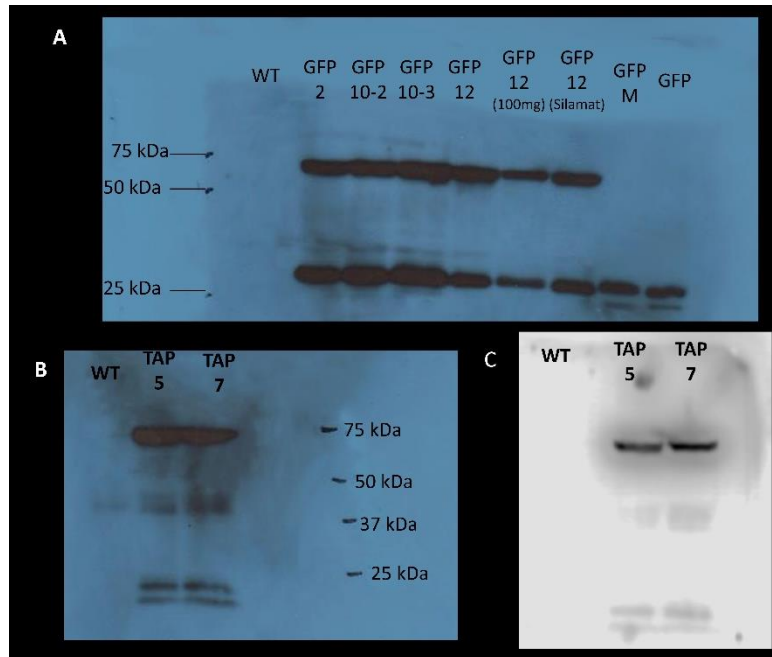 A
WT GFP 2 GFP 10-2 GFP 10-3 GFP 12 GFP 12 (100mg) GFP 12 (Silamat) GFP M GFP
75 kDa
50 kDa
25 kDa
B
WT TAP 5 TAP 7
75 kDa
50 kDa
37 kDa
25 kDa
C
WT TAP 5 TAP 7